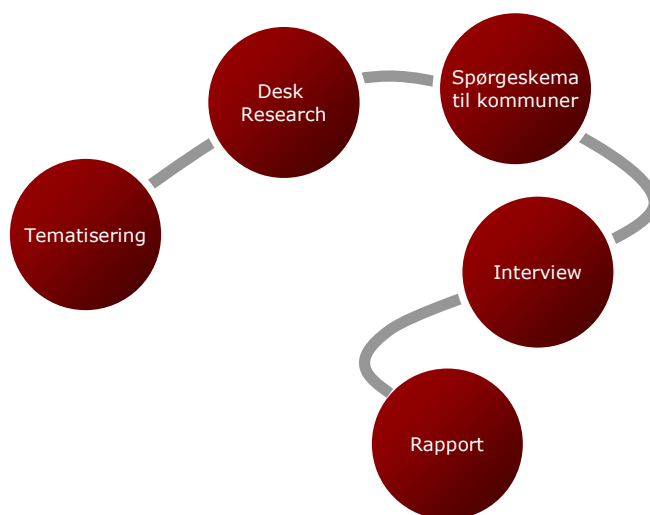 Tematisering
Desk
Research
Spørgeskema
til kommuner
Interview
Rapport